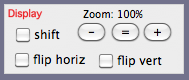 Display Zoom: 100%
shift - = +
flip horiz flip vert